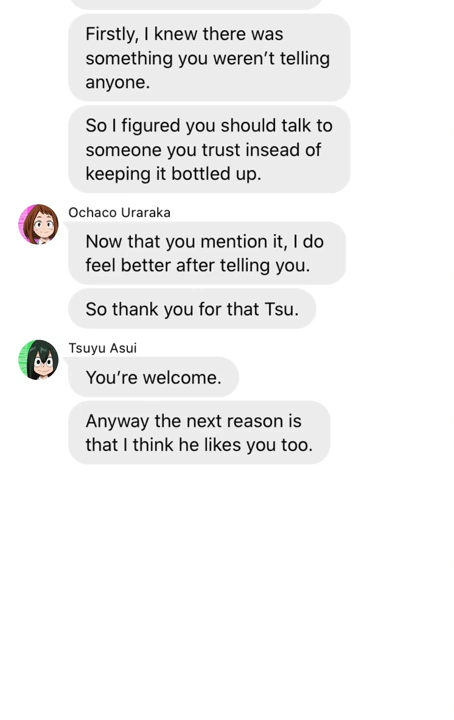 Firstly, I knew there was
something you weren’t telling
anyone.
So I figured you should talk to
someone you trust insead of
keeping it bottled up.
Ochaco Uraraka
Now that you mention it, I do
feel better after telling you.
So thank you for that Tsu.
Tsuyu Asui
You’re welcome.
Anyway the next reason is
that I think he likes you too.